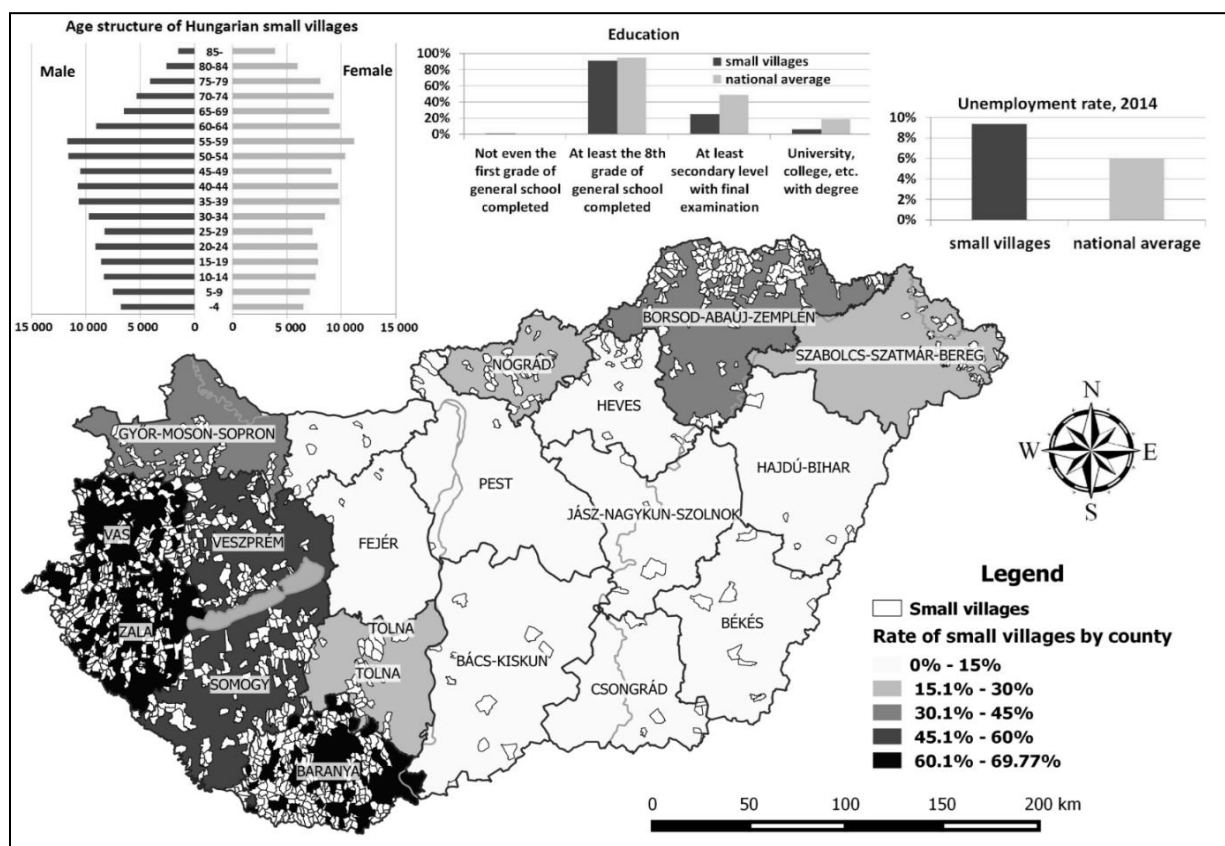 Age structure of Hungarian small villages
Male
Female
85-
80-84
75-79
70-74
65-69
60-64
55-59
50-54
45-49
40-44
35-39
30-34
25-29
20-24
15-19
10-14
5-9
-4
15 000 10 000 5 000 0 0 5 000 10 000 15 000
Education
100%
80%
60%
40%
20%
0%
small villages
national average
Not even the
first grade of
general school
completed
At least the 8th
grade of
general school
completed
At least
secondary level
with final
examination
University,
college, etc.
with degree
Unemployment rate, 2014
10%
8%
6%
4%
2%
0%
small villages national average
BORSOD-ABAÚJ-ZEMPLÉN
SZABOLCS-SZATMÁR-BEREG
NÓGRÁD
HEVES
GYŐR-MOSON-SOPRON
HAJDÚ-BIHAR
PEST
JÁSZ-NAGYKUN-SZOLNOK
VAS
VESZPRÉM
FEJÉR
ZALA
TOLNA
BÉKÉS
BÁCS-KISKUN
TOLNA
SOMOGY
CSONGRÁD
BARANYA
N
W E
S
Legend
Small villages
Rate of small villages by county
0% - 15%
15.1% - 30%
30.1% - 45%
45.1% - 60%
60.1% - 69.77%
0 50 100 150 200 km